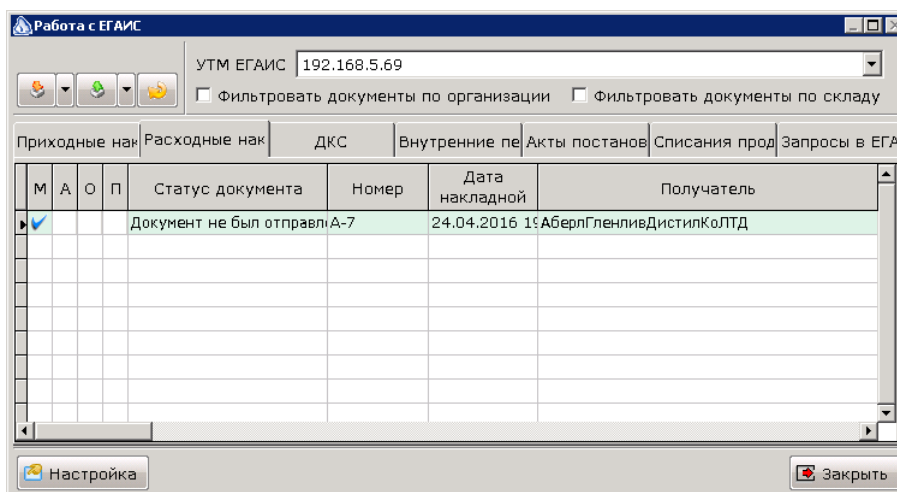 Работа с ЕГАИС
УТМ ЕГАИС 192.168.5.69
Фильтровать документы по организации Фильтровать документы по складу
Приходные нак Расходные нак ДКС Внутренние пе Акты постанов Списания прод Запросы в ЕГА
М А О П Статус документа Номер Дата накладной Получатель
Документ не был отправл А-7 24.04.2016 19 АберлГленливДистилКоЛТД
Настройка Закрыть